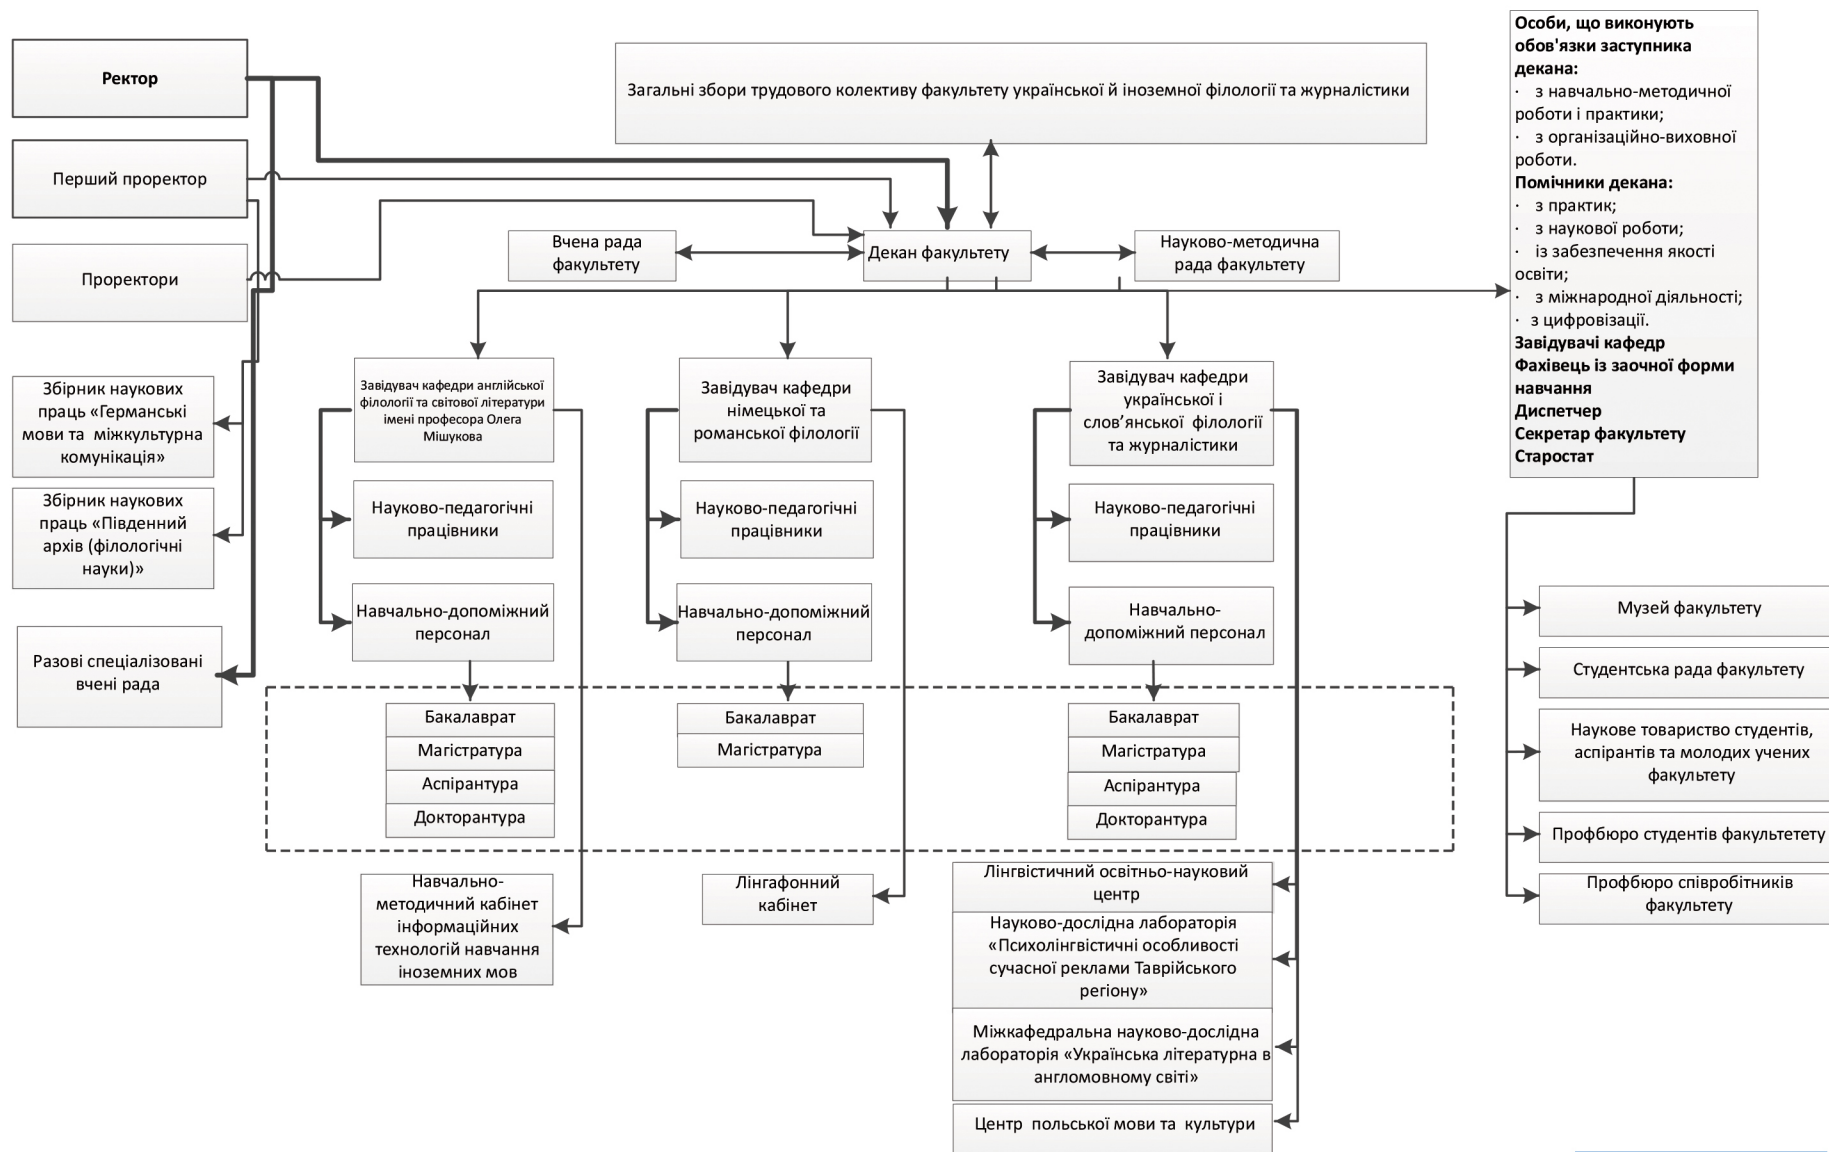 Ректор
Перший проректор
Проректори
Збірник наукових
праць «Германські
мови та міжкультурна
комунікація»
Збірник наукових
праць «Південний
архів (філологічні
науки)»
Разові спеціалізовані
вчені рада
Загальні збори трудового колективу факультету української й іноземної філології та журналістики
Вчена рада
факультету
Декан факультету
Науково-методична
рада факультету
Завідувач кафедри англійської
філології та світової літератури
імені професора Олега
Мішукова
Науково-педагогічні
працівники
Навчально-допоміжний
персонал
Бакалаврат
Магістратура
Аспірантура
Докторантура
Навчально-
методичний кабінет
інформаційних
технологій навчання
іноземних мов
Завідувач кафедри
німецької та
романської філології
Науково-педагогічні
працівники
Навчально-допоміжний
персонал
Бакалаврат
Магістратура
Лінгафонний
кабінет
Завідувач кафедри
української і
слов’янської філології
та журналістики
Науково-педагогічні
працівники
Навчально-
допоміжний персонал
Бакалаврат
Магістратура
Аспірантура
Докторантура
Лінгвістичний освітньо-науковий
центр
Науково-дослідна лабораторія
«Психолінгвістичні особливості
сучасної реклами Таврійського
регіону»
Міжкафедральна науково-дослідна
лабораторія «Українська літературна в
англомовному світі»
Центр польської мови та культури
Особи, що виконують
обов'язки заступника
декана:
· з навчально-методичної
роботи і практики;
· з організаційно-виховної
роботи.
Помічники декана:
· з практик;
· з наукової роботи;
· із забезпечення якості
освіти;
· з міжнародної діяльності;
· з цифровізації.
Завідувачі кафедр
Фахівець із заочної форми
навчання
Диспетчер
Секретар факультету
Старостат
Музей факультету
Студентська рада факультету
Наукове товариство студентів,
аспірантів та молодих учених
факультету
Профбюро студентів факультетету
Профбюро співробітників
факультету